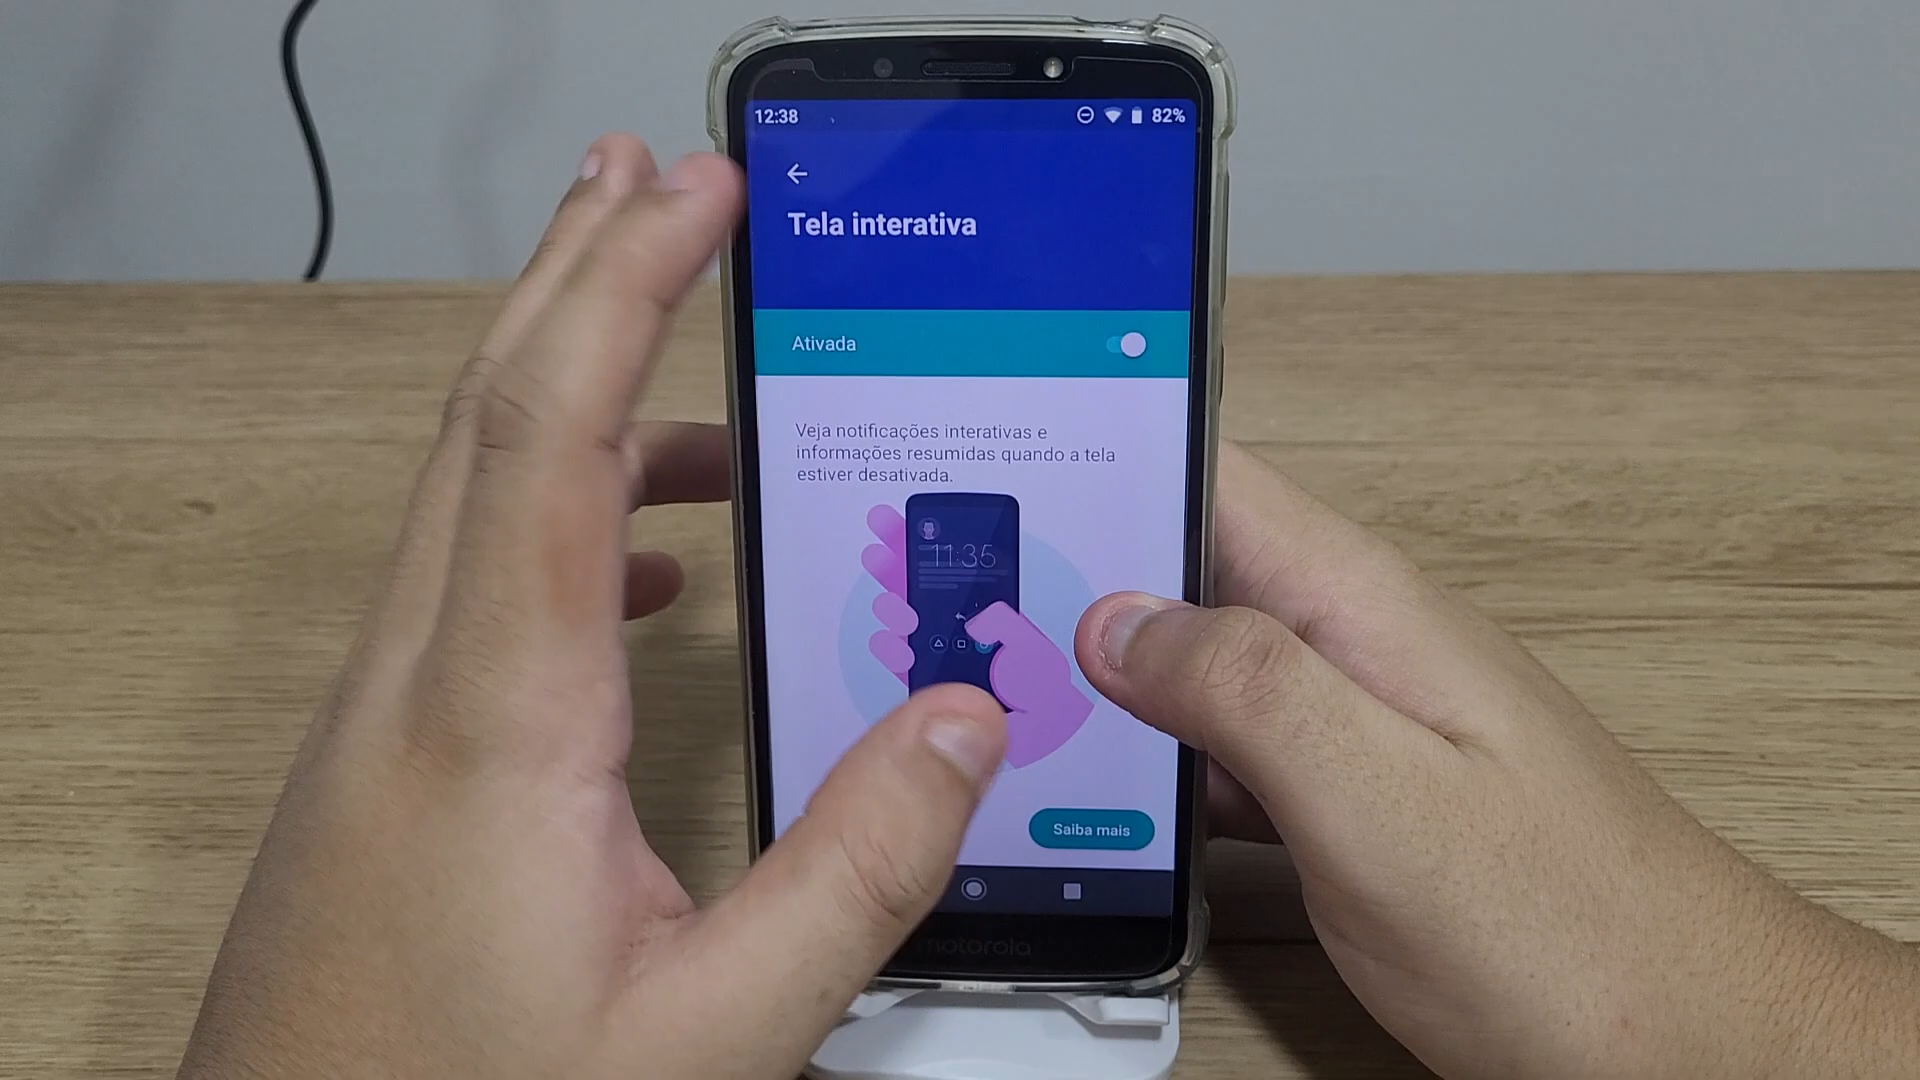 12:38
82%
Tela interativa
Ativada
Veja notificações interativas e
informações resumidas quando a tela
estiver desativada.
11:35
Saiba mais
motorola